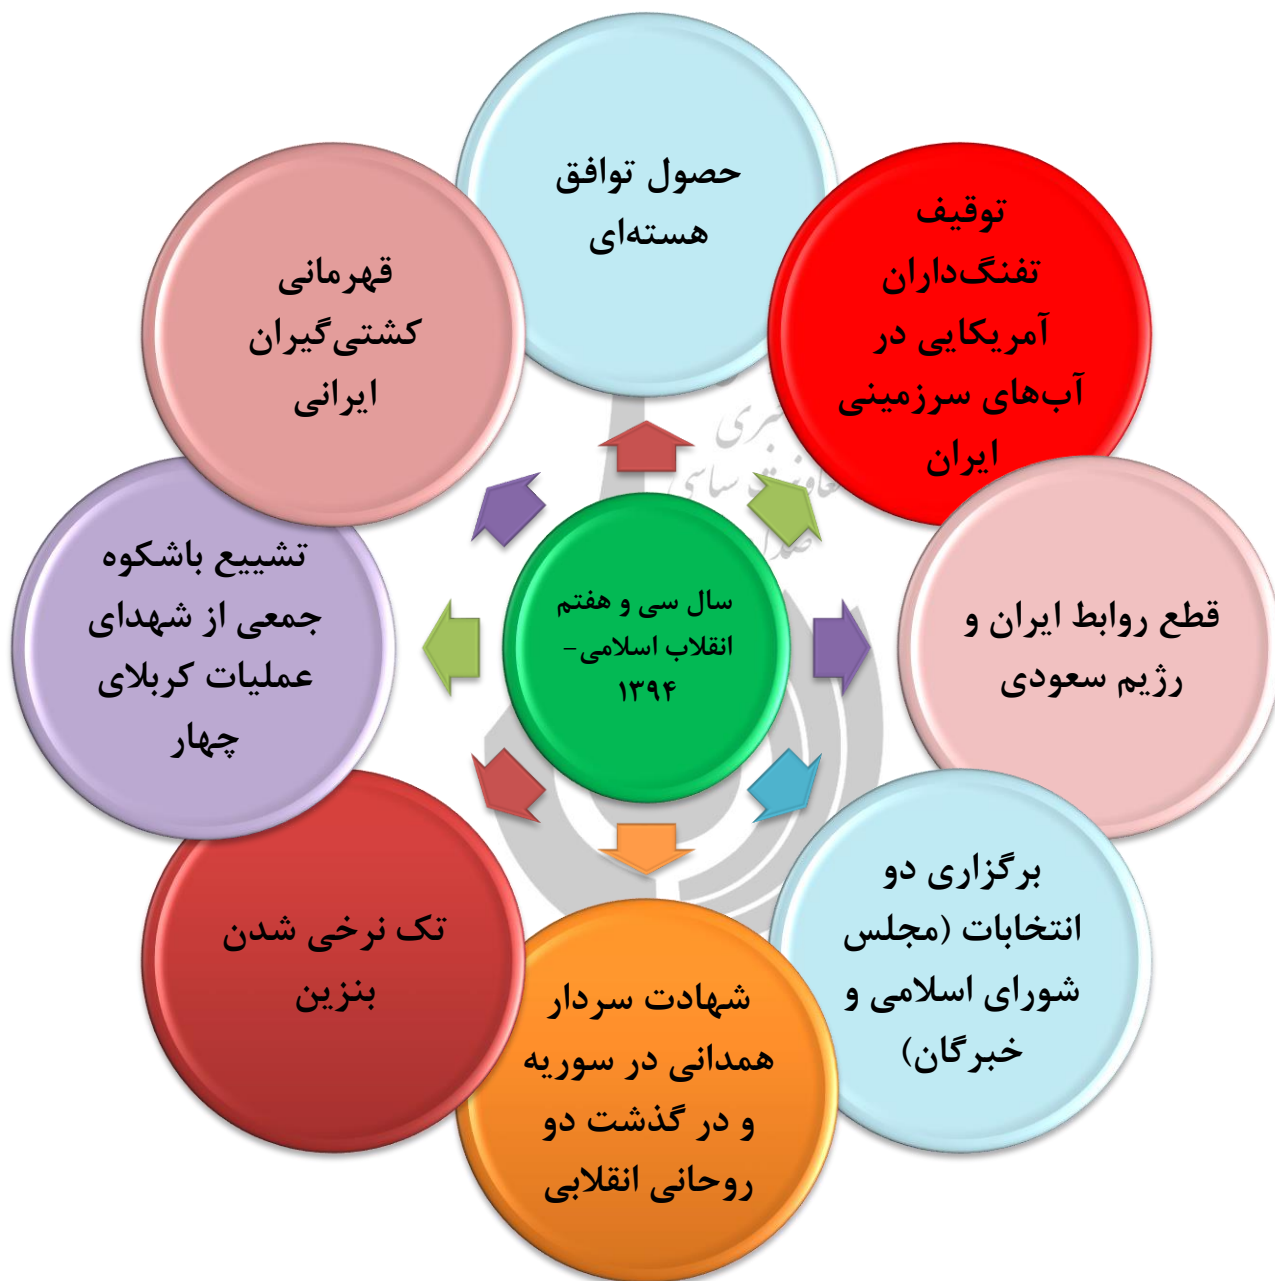 حصول توافق
هسته‌ای
توقیف
تفنگ‌داران
آمریکایی در
آب‌های سرزمینی
ایران
قطع روابط ایران و
رژیم سعودی
برگزاری دو
انتخابات (مجلس
شورای اسلامی و
خبرگان)
شهادت سردار
همدانی در سوریه
و در گذشت دو
روحانی انقلابی
تک نرخی شدن
بنزین
تشییع باشکوه
جمعی از شهدای
عملیات کربلای
چهار
قهرمانی
کشتی‌گیران
ایرانی
سال سی و هفتم
انقلاب اسلامی-
۱۳۹۴
سیاسی